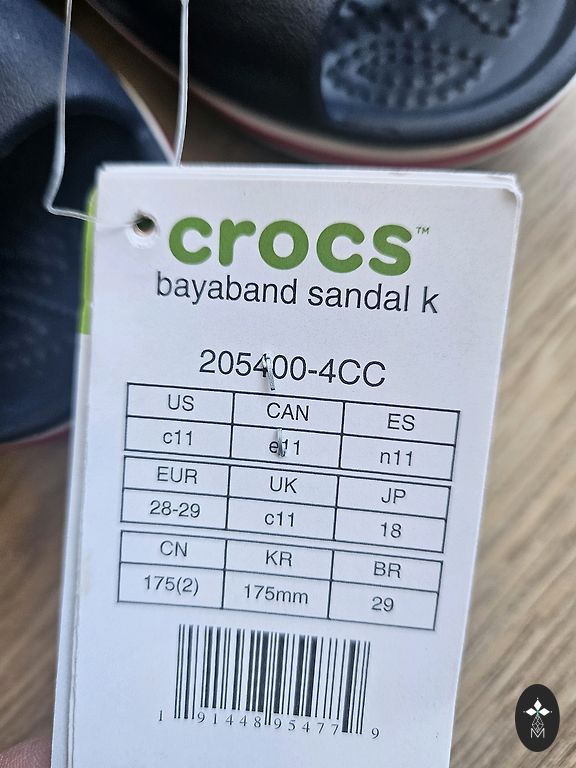 crocs™
bayaband sandal k
205400-4CC
US CAN ES
c11 e11 n11
EUR UK JP
28-29 c11 18
CN KR BR
175(2) 175mm 29
1 91448 95477 9
M